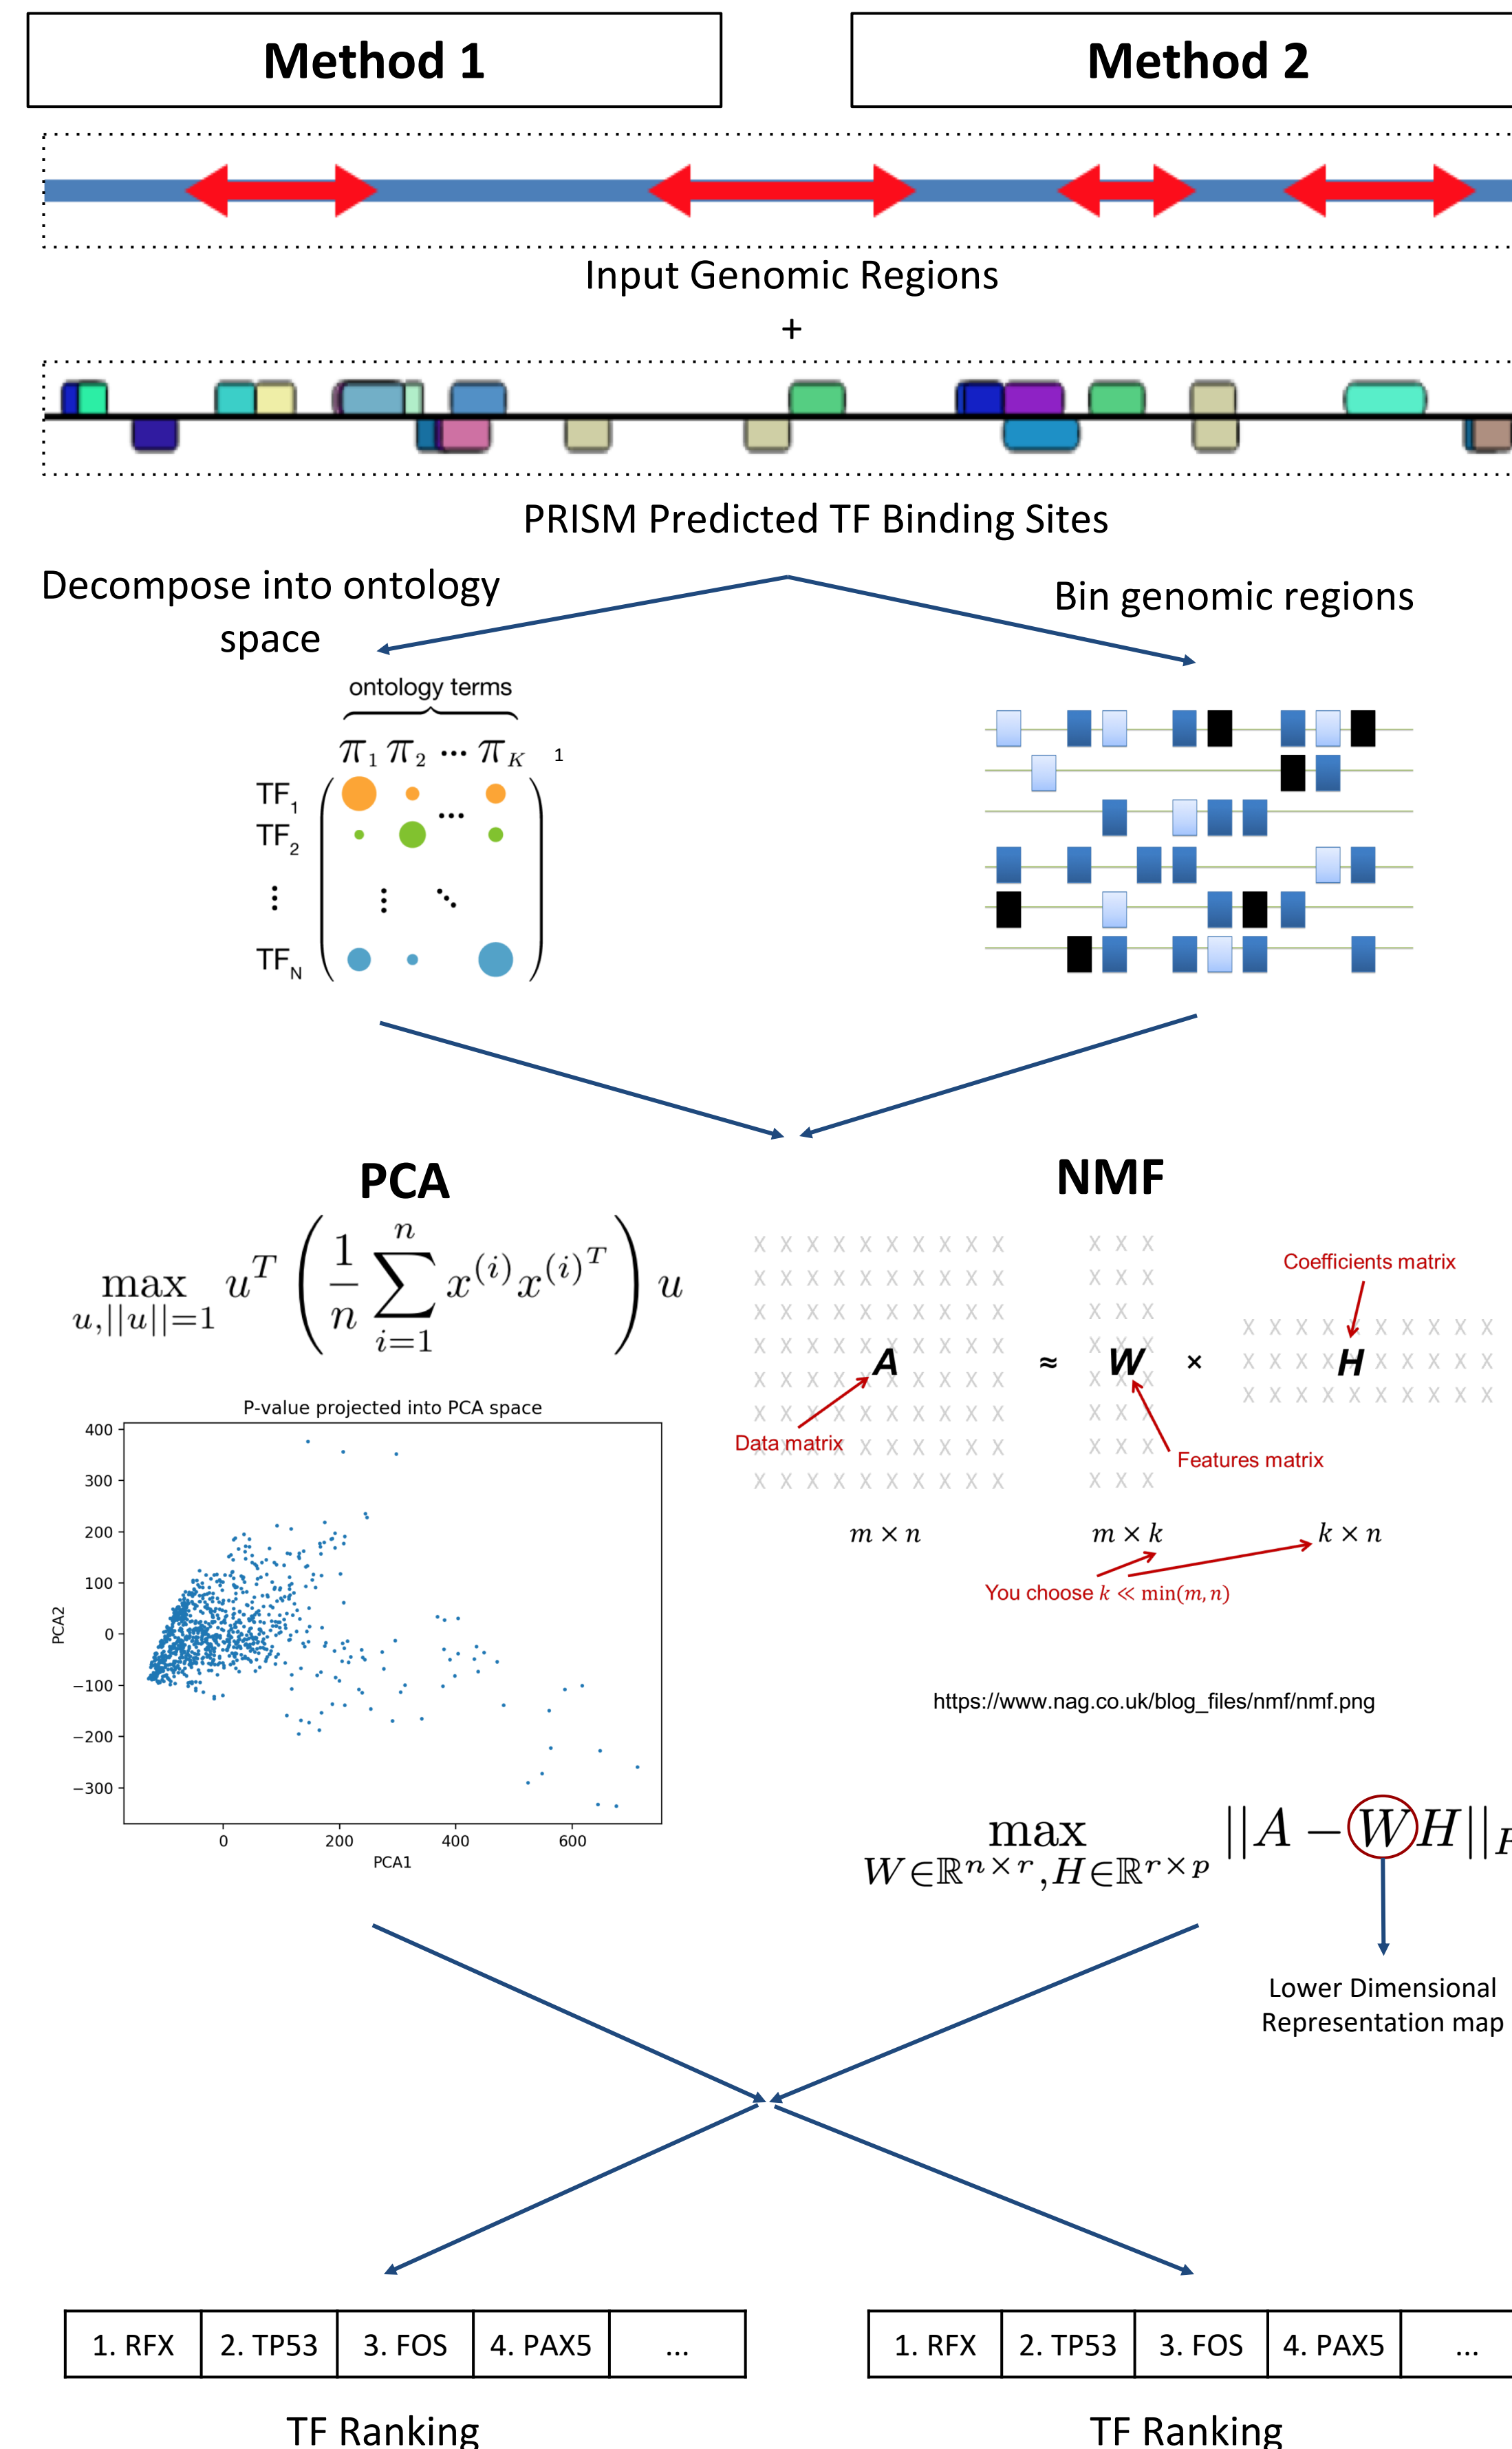 Method 1
Method 2
Input Genomic Regions
+
PRISM Predicted TF Binding Sites
Decompose into ontology
space
Bin genomic regions
ontology terms
π₁ π₂ ··· π_K 1
TF₁
...
TF₂
⋮ ⋮ ⋱
TF_N
PCA
max u^T ( 1/n ∑ x^(i) x^(i)^T ) u
u,||u||=1
n
i=1
P-value projected into PCA space
400
300
200
100
0
−100
−200
−300
PCA2
0 200 400 600
PCA1
NMF
X X X X X X X X X X X X X
X X X X X X X X X X X X X
X X X X X X X X X X X X X
X X X X X X X X X X
Coefficients matrix
A ≈ W × H
Data matrix
Features matrix
m × n
m × k
k × n
You choose k ≪ min(m, n)
https://www.nag.co.uk/blog_files/nmf/nmf.png
max ||A − WH||
W∈ℝ^n×r,H∈ℝ^r×p
Lower Dimensional
Representation map
1. RFX 2. TP53 3. FOS 4. PAX5 ...
TF Ranking
1. RFX 2. TP53 3. FOS 4. PAX5 ...
TF Ranking